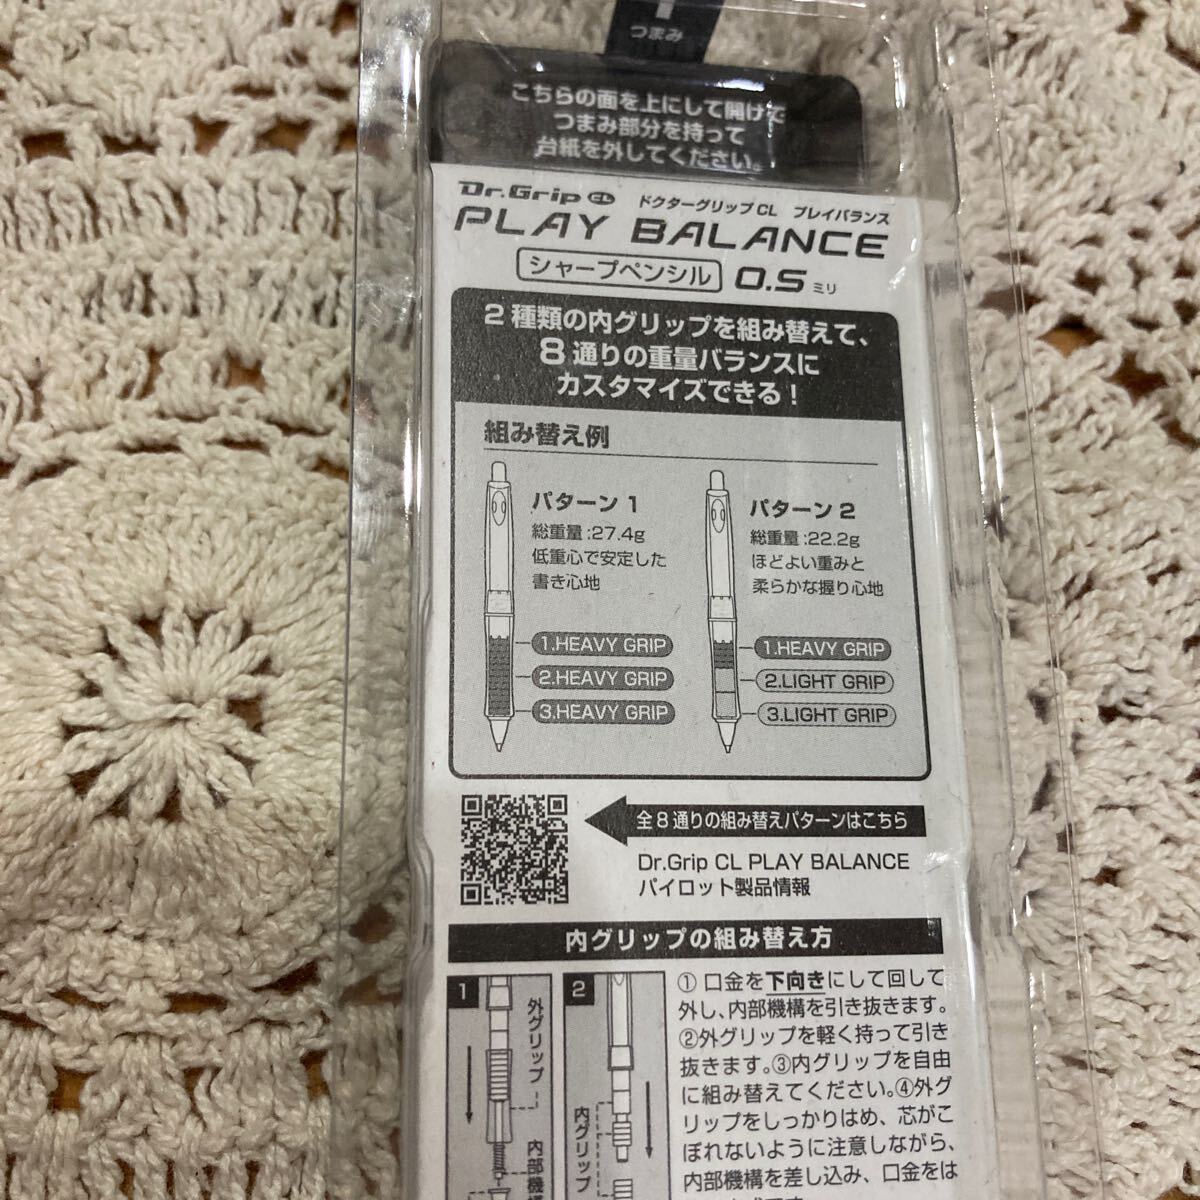 つまみ
こちらの面を上にして開けて
つまみ部分を持って
台紙を外してください。
Dr.Grip CL ドクターグリップCL プレイバランス
PLAY BALANCE
シャープペンシル 0.5 ミリ
2種類の内グリップを組み替えて、
8通りの重量バランスに
カスタマイズできる!
組み替え例
パターン1
総重量:27.4g
低重心で安定した
書き心地
1.HEAVY GRIP
2.HEAVY GRIP
3.HEAVY GRIP
パターン2
総重量:22.2g
ほどよい重みと
柔らかな握り心地
1.HEAVY GRIP
2.LIGHT GRIP
3.LIGHT GRIP
全8通りの組み替えパターンはこちら
Dr.Grip CL PLAY BALANCE
パイロット製品情報
内グリップの組み替え方
1
外グリップ
内部機
2
内グリップ
①口金を下向きにして回して
外し、内部機構を引き抜きます。
②外グリップを軽く持って引き
抜きます。③内グリップを自由
に組み替えてください。④外グ
リップをしっかりはめ、芯がこ
ぼれないように注意しながら、
内部機構を差し込み、口金をは